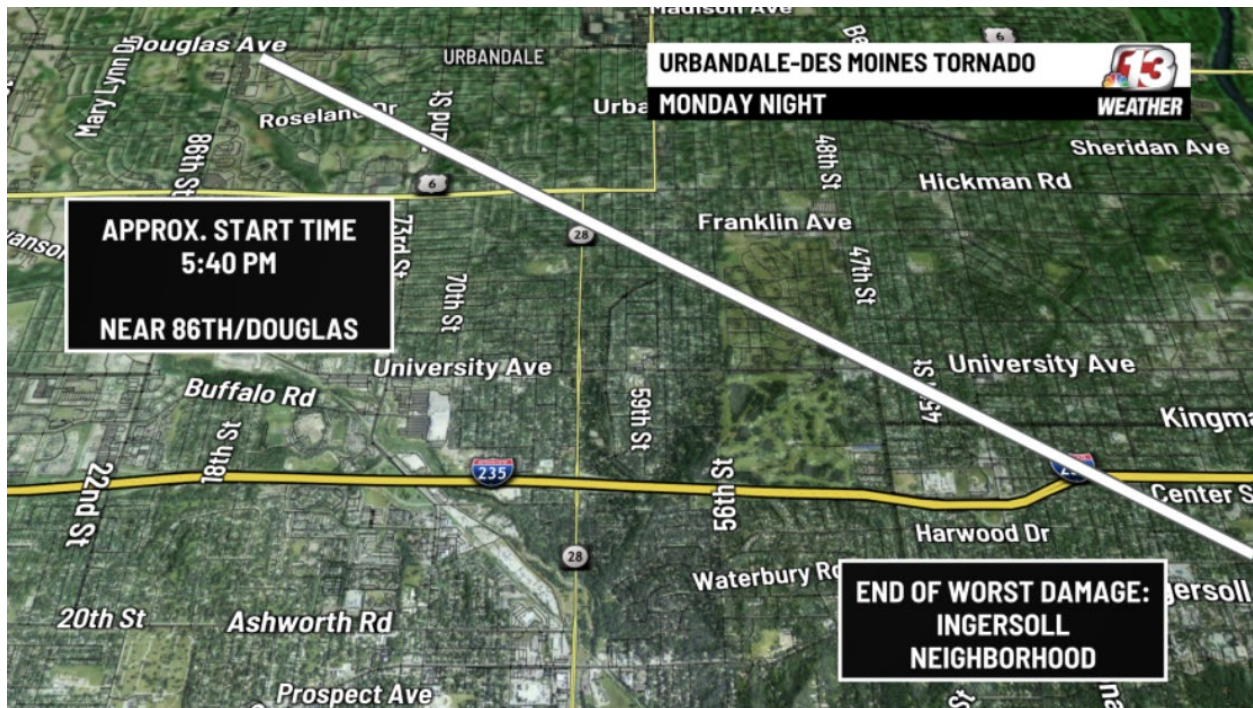 Madison Ave
Douglas Ave
URBANDALE
6
URBANDALE-DES MOINES TORNADO
13
MONDAY NIGHT
WEATHER
Mary Lynn Dr
Roseland Dr
48th St
Sheridan Ave
86th St
6
Hickman Rd
APPROX. START TIME
5:40 PM
NEAR 86TH/DOUGLAS
73rd St
28
Franklin Ave
47th St
70th St
University Ave
University Ave
Buffalo Rd
59th St
45th St
18th St
235
22nd St
56th St
Harwood Dr
28
Waterbury Rd
END OF WORST DAMAGE:
INGERSOLL
NEIGHBORHOOD
20th St
Ashworth Rd
Prospect Ave
St